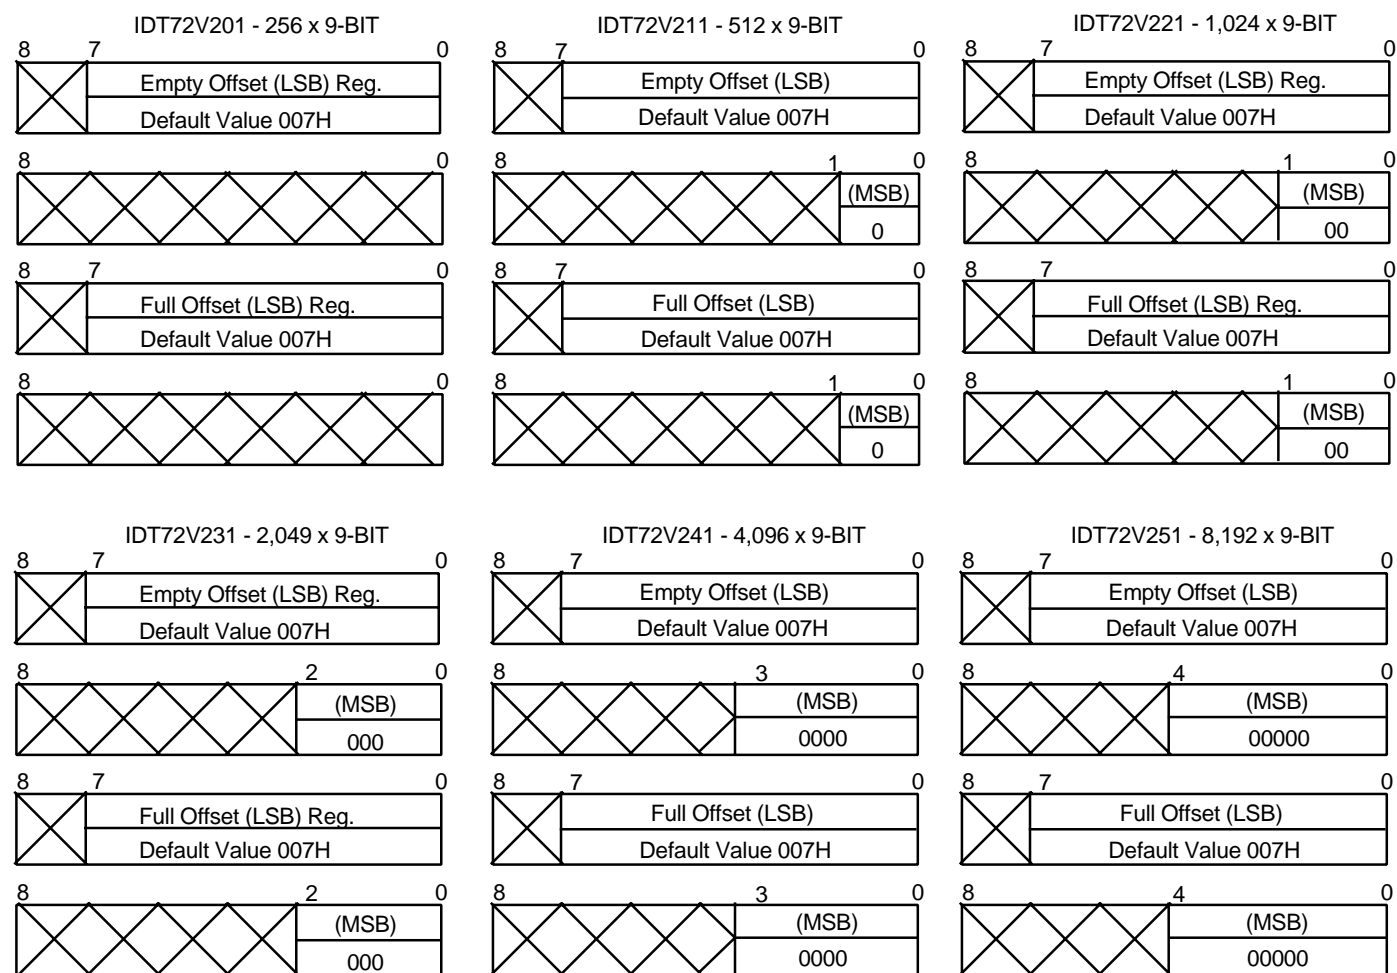 IDT72V201 - 256 x 9-BIT
8 7 0
Empty Offset (LSB) Reg.
Default Value 007H
8 0
8 7 0
Full Offset (LSB) Reg.
Default Value 007H
8 0
IDT72V211 - 512 x 9-BIT
8 7 0
Empty Offset (LSB)
Default Value 007H
8 1 0
(MSB)
0
8 7 0
Full Offset (LSB)
Default Value 007H
8 1 0
(MSB)
0
IDT72V221 - 1,024 x 9-BIT
8 7 0
Empty Offset (LSB) Reg.
Default Value 007H
8 1 0
(MSB)
00
8 7 0
Full Offset (LSB) Reg.
Default Value 007H
8 1 0
(MSB)
00
IDT72V231 - 2,049 x 9-BIT
8 7 0
Empty Offset (LSB) Reg.
Default Value 007H
8 2 0
(MSB)
000
8 7 0
Full Offset (LSB) Reg.
Default Value 007H
8 2 0
(MSB)
000
IDT72V241 - 4,096 x 9-BIT
8 7 0
Empty Offset (LSB)
Default Value 007H
8 3 0
(MSB)
0000
8 7 0
Full Offset (LSB)
Default Value 007H
8 3 0
(MSB)
0000
IDT72V251 - 8,192 x 9-BIT
8 7 0
Empty Offset (LSB)
Default Value 007H
8 4 0
(MSB)
00000
8 7 0
Full Offset (LSB)
Default Value 007H
8 4 0
(MSB)
00000